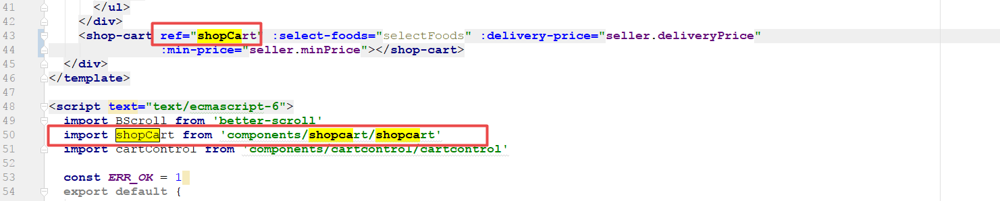 41 </ul>
42 </div>
43 <shop-cart ref="shopCart" :select-foods="selectFoods" :delivery-price="seller.deliveryPrice"
44 :min-price="seller.minPrice"></shop-cart>
45 </div>
46 </template>
47
48 <script text="text/ecmascript-6">
49 import BScroll from 'better-scroll'
50 import shopCart from 'components/shopcart/shopcart'
51 import cartControl from 'components/cartcontrol/cartcontrol'
52
53 const ERR_OK = 1
54 export default {